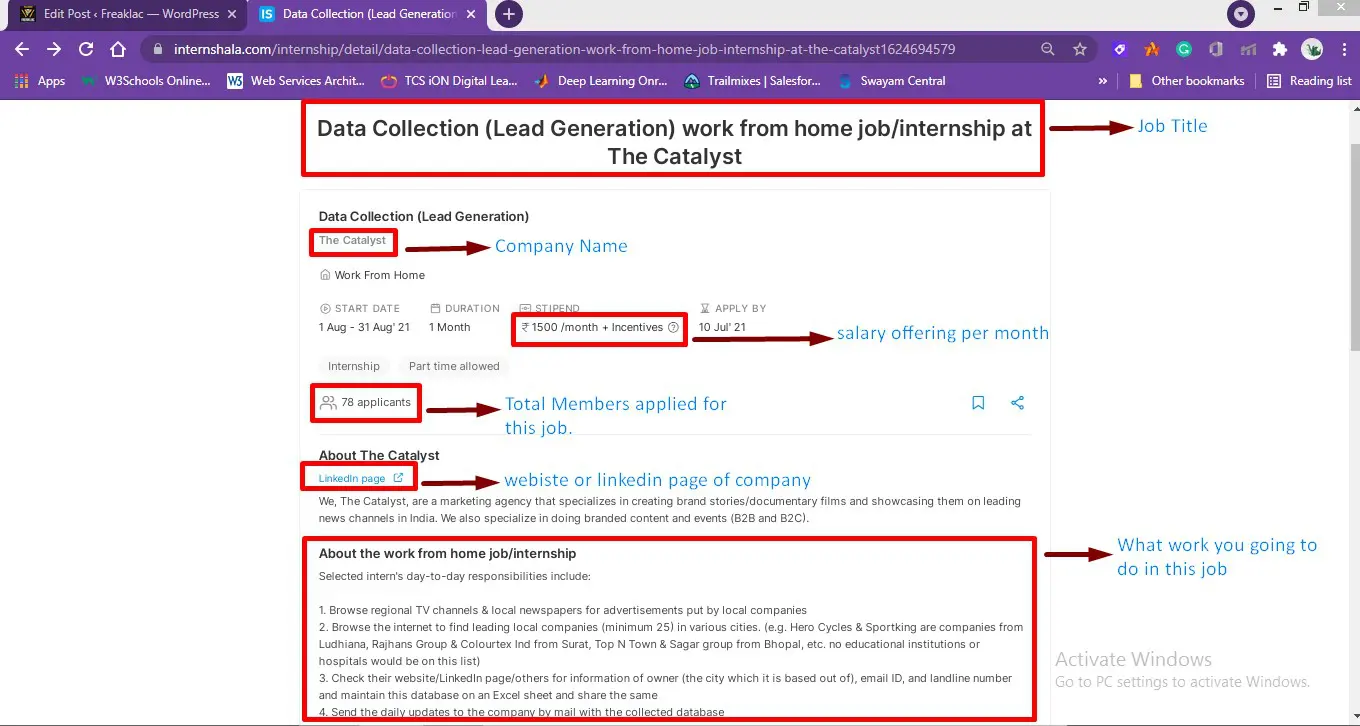 Edit Post ‹ Freaklac — WordPress
IS Data Collection (Lead Generation
internshala.com/internship/detail/data-collection-lead-generation-work-from-home-job-internship-at-the-catalyst1624694579
Apps W3Schools Online... Web Services Archit... TCS iON Digital Lea... Deep Learning Onr... Trailmixes | Salesfor... Swayam Central » Other bookmarks Reading list
Data Collection (Lead Generation) work from home job/internship at
The Catalyst
Job Title
Data Collection (Lead Generation)
The Catalyst
Company Name
Work From Home
START DATE DURATION STIPEND APPLY BY
1 Aug - 31 Aug' 21 1 Month ₹ 1500 /month + Incentives 10 Jul' 21
salary offering per month
Internship Part time allowed
78 applicants
Total Members applied for
this job.
About The Catalyst
LinkedIn page
webiste or linkedin page of company
We, The Catalyst, are a marketing agency that specializes in creating brand stories/documentary films and showcasing them on leading
news channels in India. We also specialize in doing branded content and events (B2B and B2C).
About the work from home job/internship
What work you going to
do in this job
Selected intern's day-to-day responsibilities include:
1. Browse regional TV channels & local newspapers for advertisements put by local companies
2. Browse the internet to find leading local companies (minimum 25) in various cities. (e.g. Hero Cycles & Sportking are companies from
Ludhiana, Rajhans Group & Colourtex Ind from Surat, Top N Town & Sagar group from Bhopal, etc. no educational institutions or
hospitals would be on this list)
3. Check their website/LinkedIn page/others for information of owner (the city which it is based out of), email ID, and landline number
and maintain this database on an Excel sheet and share the same
4. Send the daily updates to the company by mail with the collected database
Activate Windows
Go to PC settings to activate Windows.